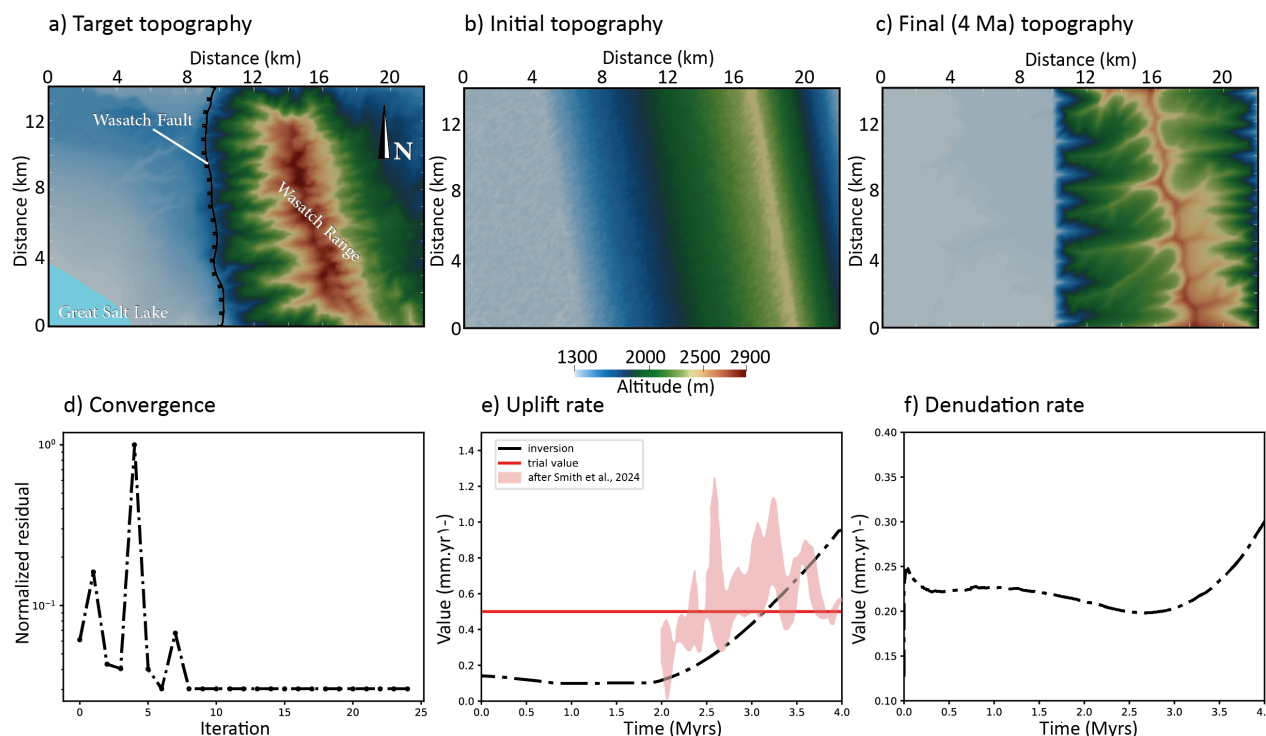 a) Target topography
Distance (km)
0 4 8 12 16 20
12
8
4
0
Distance (km)
Wasatch Fault
N
Wasatch Range
Great Salt Lake
b) Initial topography
Distance (km)
0 4 8 12 16 20
12
8
4
0
Distance (km)
c) Final (4 Ma) topography
Distance (km)
0 4 8 12 16 20
12
8
4
0
Distance (km)
1300 2000 2500 2900
Altitude (m)
d) Convergence
Normalized residual
10⁰
10⁻¹
0 5 10 15 20 25
Iteration
e) Uplift rate
Value (mm.yr\-)
1.4
1.2
1.0
0.8
0.6
0.4
0.2
0.0
inversion
trial value
after Smith et al., 2024
0.0 0.5 1.0 1.5 2.0 2.5 3.0 3.5 4.0
Time (Myrs)
f) Denudation rate
Value (mm.yr\-)
0.40
0.35
0.30
0.25
0.20
0.15
0.10
0.0 0.5 1.0 1.5 2.0 2.5 3.0 3.5 4.
Time (Myrs)